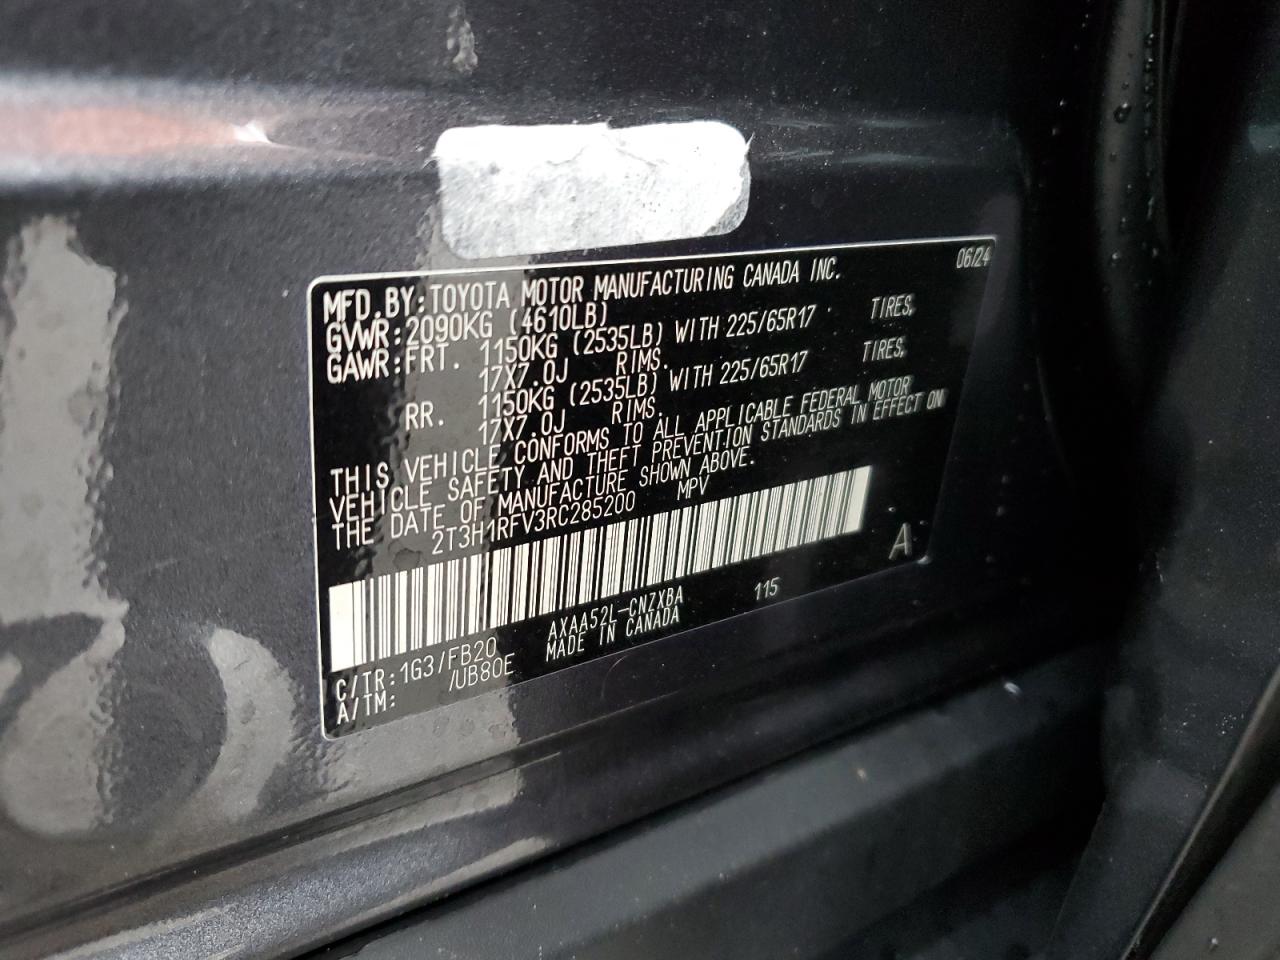 06/24
MFD.BY:TOYOTA MOTOR MANUFACTURING CANADA INC.
GVWR:2090KG (4610LB)
GAWR:FRT. 1150KG (2535LB) WITH 225/65R17 TIRES,
17X7.0J RIMS.
RR. 1150KG (2535LB) WITH 225/65R17 TIRES,
17X7.0J RIMS.
THIS VEHICLE CONFORMS TO ALL APPLICABLE FEDERAL MOTOR
VEHICLE SAFETY AND THEFT PREVENTION STANDARDS IN EFFECT ON
THE DATE OF MANUFACTURE SHOWN ABOVE.
2T3H1RFV3RC285200 MPV
A
C/TR:1G3/FB20 AXAA52L-CNZXBA 115
A/TM: /UB80E MADE IN CANADA